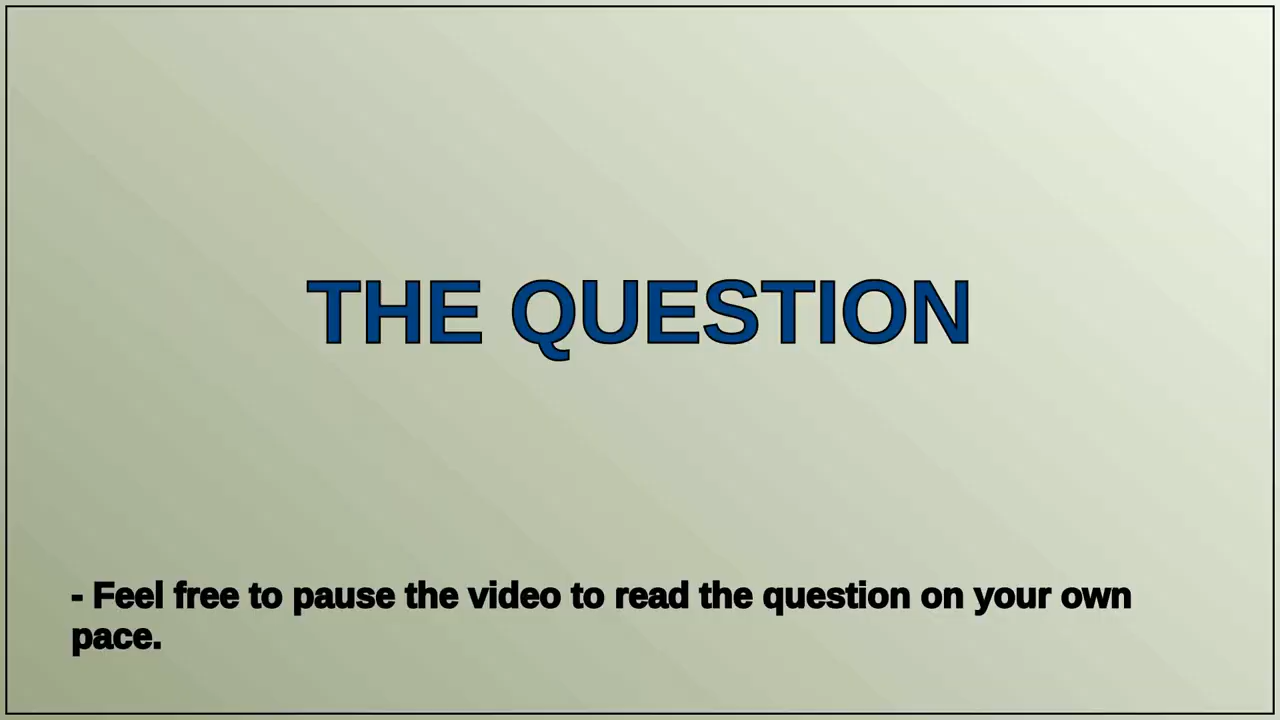 THE QUESTION
- Feel free to pause the video to read the question on your own
pace.